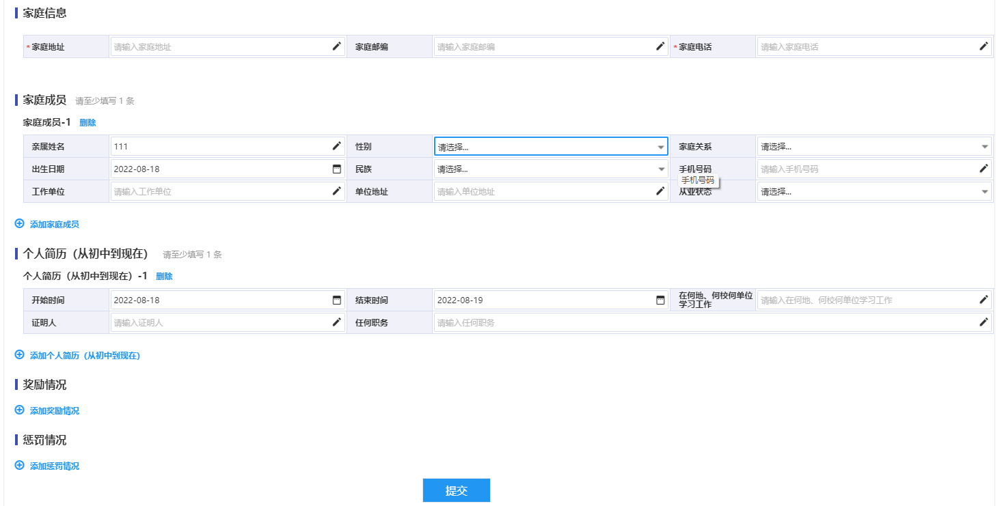 家庭信息
*家庭地址 请输入家庭地址 家庭邮编 请输入家庭邮编 *家庭电话 请输入家庭电话
家庭成员 请至少填写 1 条
家庭成员-1 删除
亲属姓名 111 性别 请选择... 家庭关系 请选择...
出生日期 2022-08-18 民族 请选择... 手机号码 请输入手机号码
手机号码
工作单位 请输入工作单位 单位地址 请输入单位地址 从业状态 请选择...
添加家庭成员
个人简历（从初中到现在） 请至少填写 1 条
个人简历（从初中到现在）-1 删除
开始时间 2022-08-18 结束时间 2022-08-19 在何地、何校何单位 请输入在何地、何校何单位学习工作
学习工作
证明人 请输入证明人 任何职务 请输入任何职务
添加个人简历（从初中到现在）
奖励情况
添加奖励情况
惩罚情况
添加惩罚情况
提交